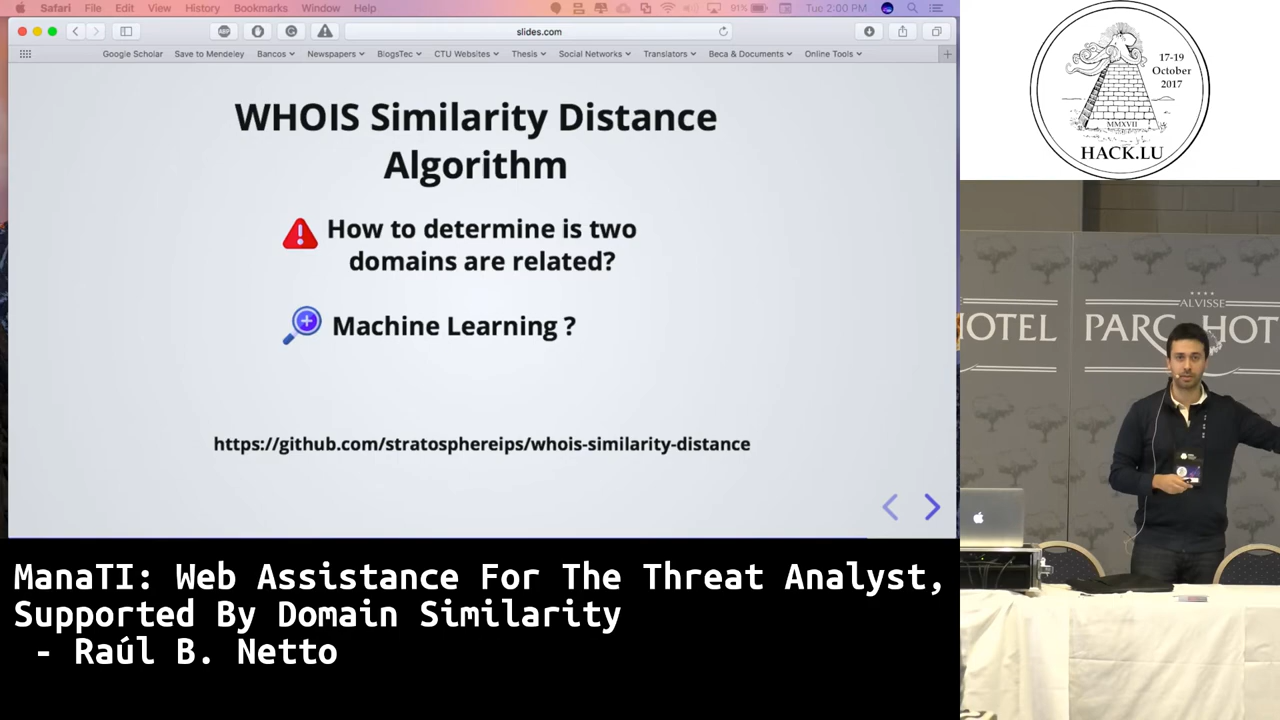 Safari File Edit View History Bookmarks Window Help 91% Tue 2:00 PM
slides.com
Google Scholar Save to Mendeley Bancos Newspapers BlogsTec CTU Websites Thesis Social Networks Translators Beca & Documents Online Tools
WHOIS Similarity Distance
Algorithm
How to determine is two
domains are related?
Machine Learning ?
https://github.com/stratosphereips/whois-similarity-distance
ManaTI: Web Assistance For The Threat Analyst,
Supported By Domain Similarity
- Raúl B. Netto
17-19
October
2017
MMXVII
HACK.LU
ALVISSE
HOTEL PARC HOT